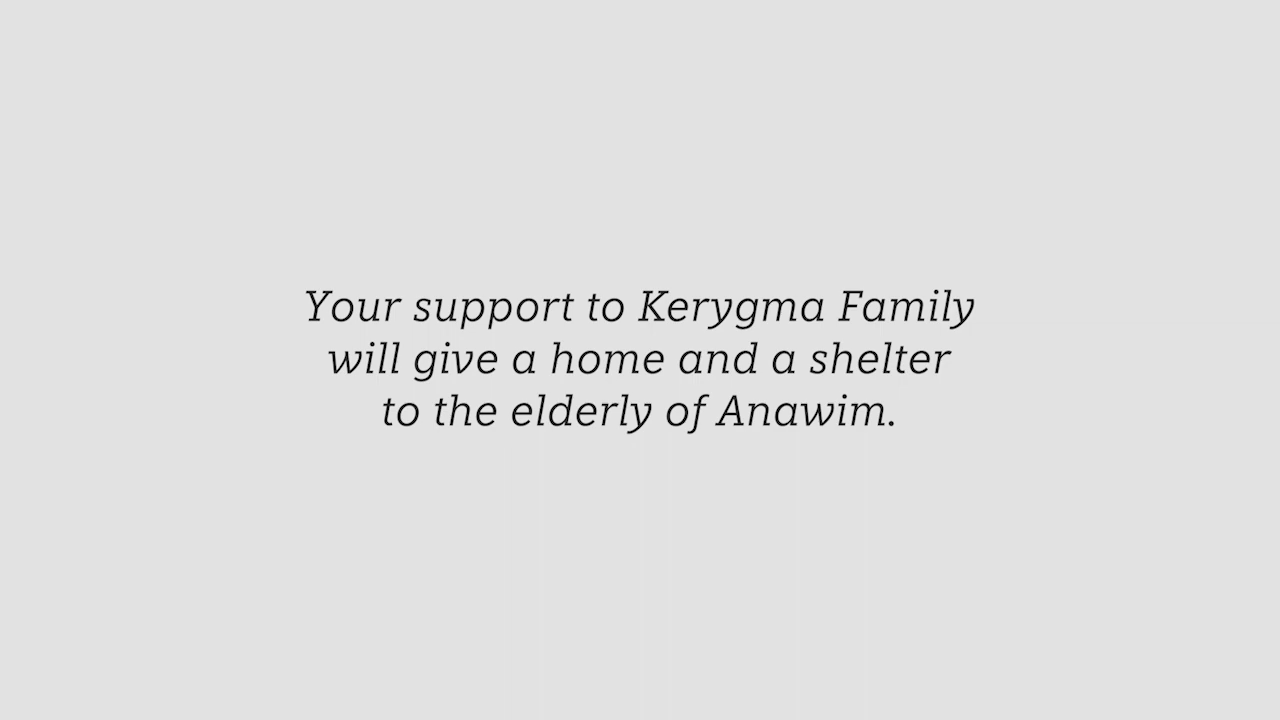 Your support to Kerygma Family
will give a home and a shelter
to the elderly of Anawim.